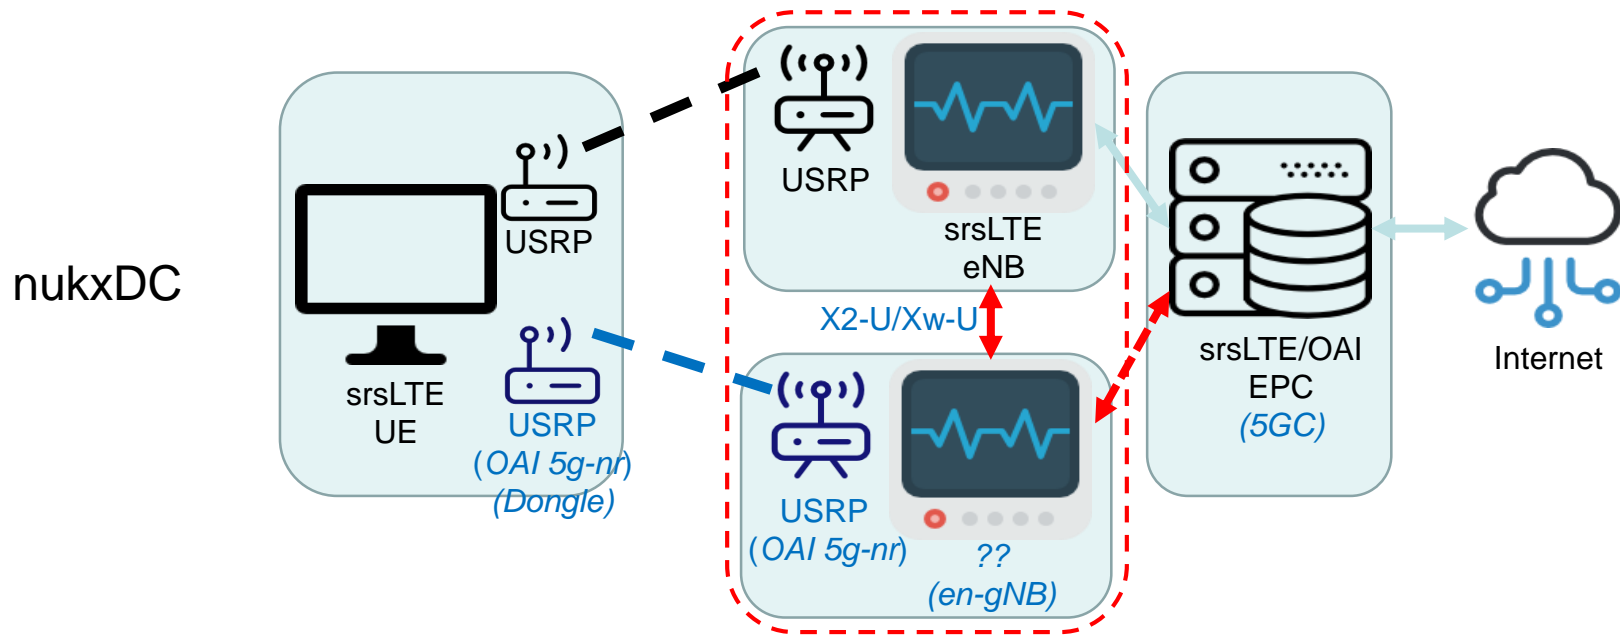 nukxDC
USRP
srsLTE
UE
USRP
(OAI 5g-nr)
(Dongle)
USRP
srsLTE
eNB
X2-U/Xw-U
USRP
(OAI 5g-nr)
??
(en-gNB)
srsLTE/OAI
EPC
(5GC)
Internet